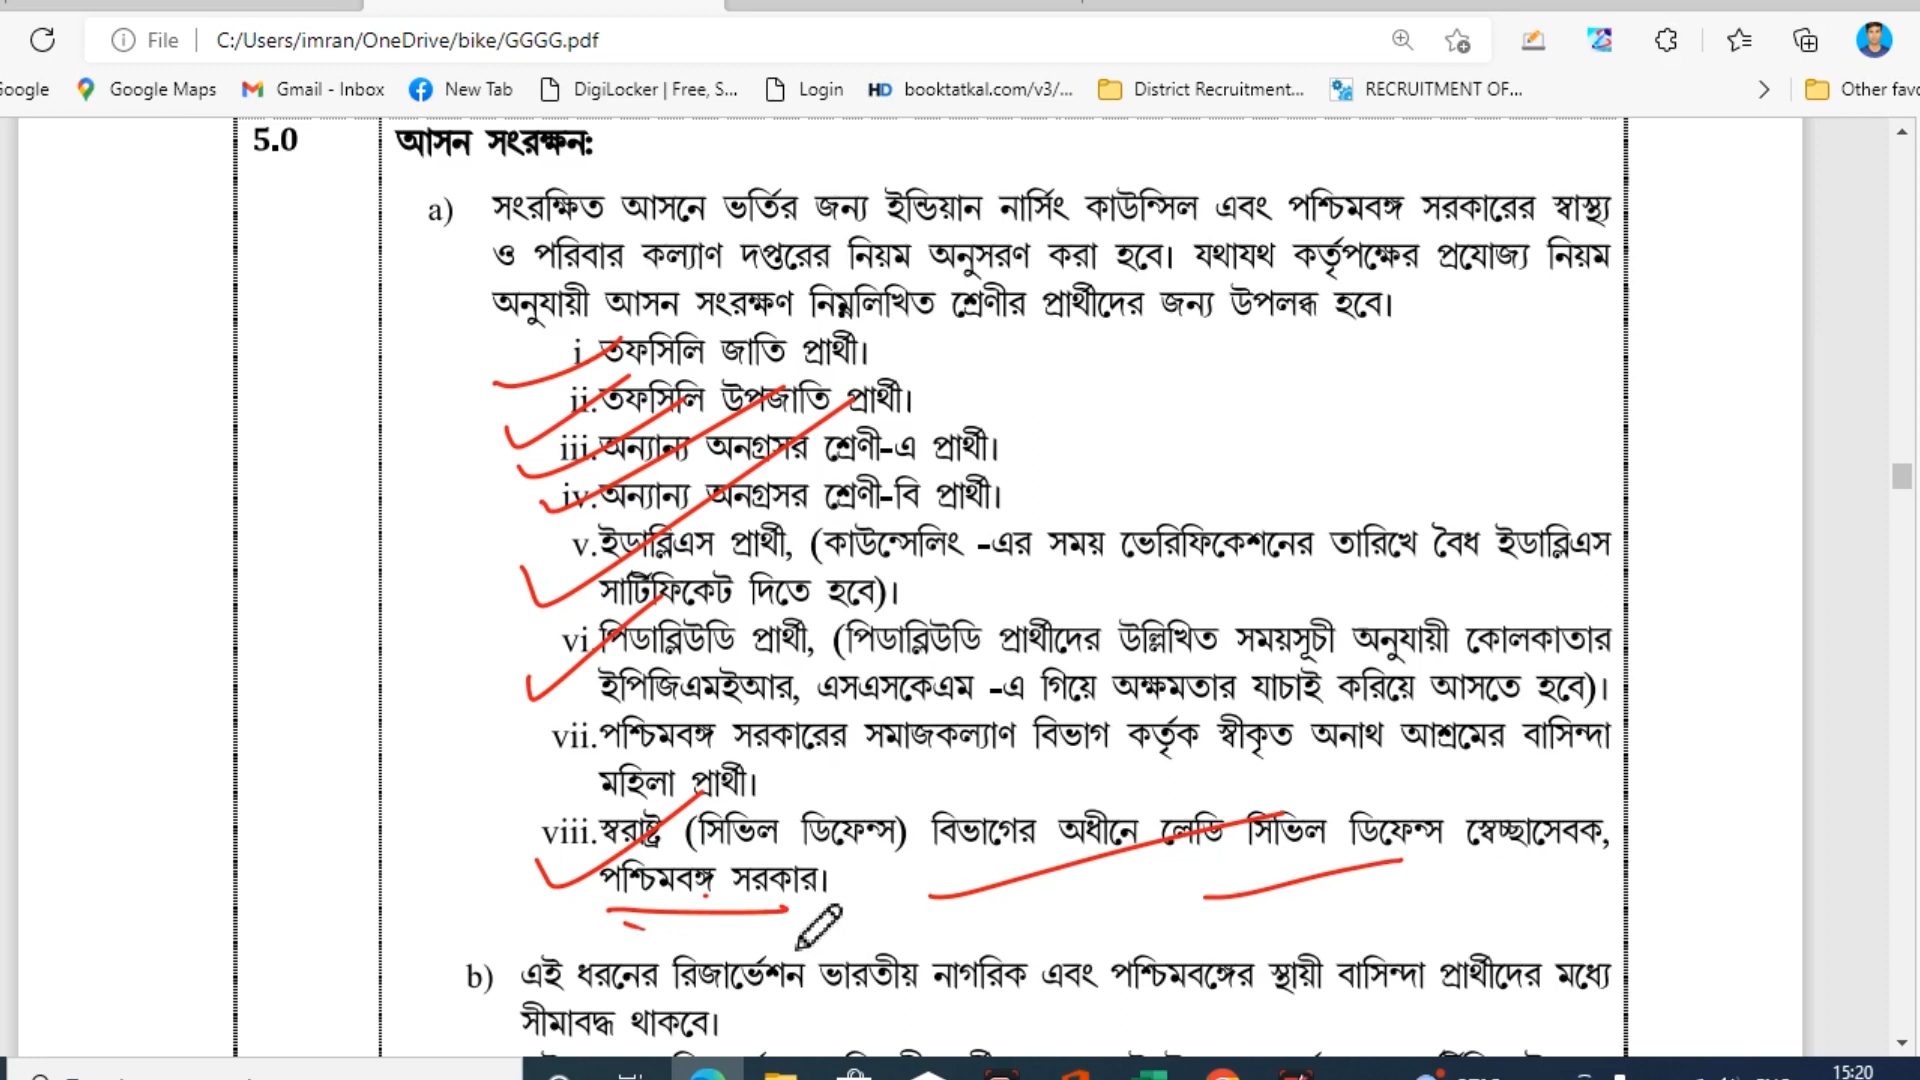 File C:/Users/imran/OneDrive/bike/GGGG.pdf
Google Google Maps Gmail - Inbox New Tab DigiLocker | Free, S... Login HD booktatkal.com/v3/... District Recruitment... RECRUITMENT OF... Other favo
5.0 আসন সংরক্ষন:
a) সংরক্ষিত আসনে ভর্তির জন্য ইন্ডিয়ান নার্সিং কাউন্সিল এবং পশ্চিমবঙ্গ সরকারের স্বাস্থ্য
ও পরিবার কল্যাণ দপ্তরের নিয়ম অনুসরণ করা হবে। যথাযথ কর্তৃপক্ষের প্রযোজ্য নিয়ম
অনুযায়ী আসন সংরক্ষণ নিম্নলিখিত শ্রেণীর প্রার্থীদের জন্য উপলব্ধ হবে।
i. তফসিলি জাতি প্রার্থী।
ii. তফসিলি উপজাতি প্রার্থী।
iii. অন্যান্য অনগ্রসর শ্রেণী-এ প্রার্থী।
iv. অন্যান্য অনগ্রসর শ্রেণী-বি প্রার্থী।
v. ইডাব্লিএস প্রার্থী, (কাউন্সেলিং -এর সময় ভেরিফিকেশনের তারিখে বৈধ ইডাব্লিএস
সার্টিফিকেট দিতে হবে)।
vi. পিডাব্লিউডি প্রার্থী, (পিডাব্লিউডি প্রার্থীদের উল্লিখিত সময়সূচী অনুযায়ী কোলকাতার
ইপিজিএমইআর, এসএসকেএম -এ গিয়ে অক্ষমতার যাচাই করিয়ে আসতে হবে)।
vii. পশ্চিমবঙ্গ সরকারের সমাজকল্যাণ বিভাগ কর্তৃক স্বীকৃত অনাথ আশ্রমের বাসিন্দা
মহিলা প্রার্থী।
viii. স্বরাষ্ট্র (সিভিল ডিফেন্স) বিভাগের অধীনে লেডি সিভিল ডিফেন্স স্বেচ্ছাসেবক,
পশ্চিমবঙ্গ সরকার।
b) এই ধরনের রিজার্ভেশন ভারতীয় নাগরিক এবং পশ্চিমবঙ্গের স্থায়ী বাসিন্দা প্রার্থীদের মধ্যে
সীমাবদ্ধ থাকবে।
15:20